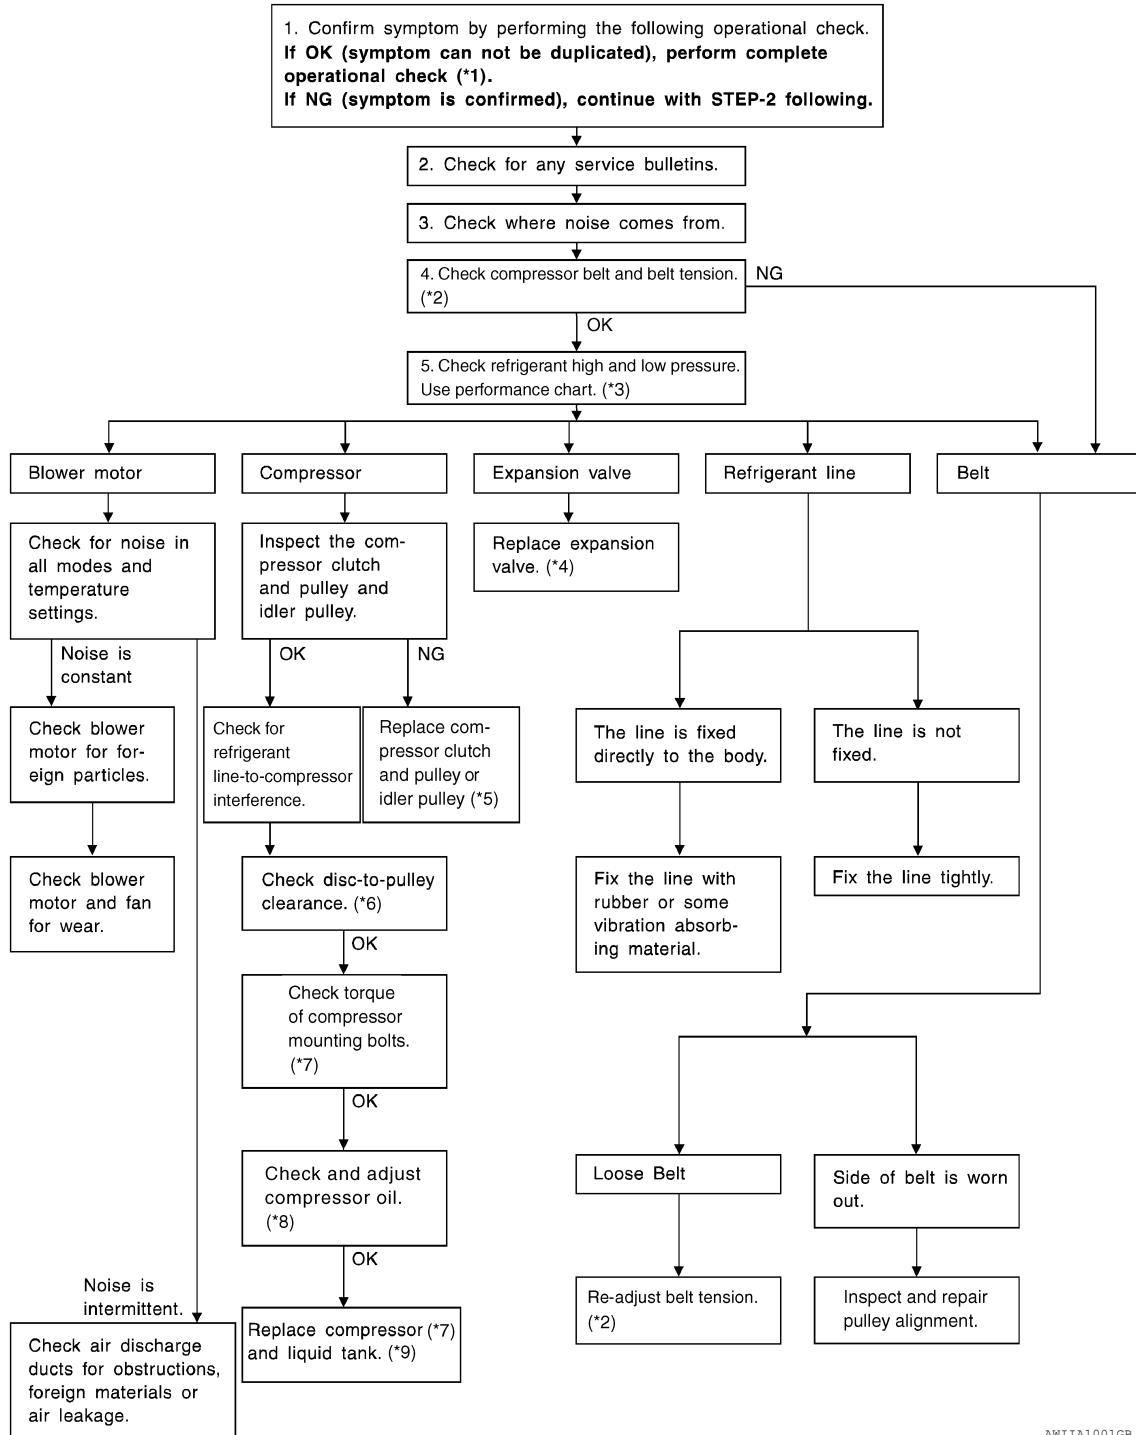 1. Confirm symptom by performing the following operational check.
If OK (symptom can not be duplicated), perform complete
operational check (*1).
If NG (symptom is confirmed), continue with STEP-2 following.
2. Check for any service bulletins.
3. Check where noise comes from.
4. Check compressor belt and belt tension.
(*2)
NG
OK
5. Check refrigerant high and low pressure.
Use performance chart. (*3)
Blower motor
Compressor
Expansion valve
Refrigerant line
Belt
Check for noise in
all modes and
temperature
settings.
Inspect the com-
pressor clutch
and pulley and
idler pulley.
Replace expansion
valve. (*4)
Noise is
constant
OK
NG
Check blower
motor for for-
eign particles.
Check for
refrigerant
line-to-compressor
interference.
Replace com-
pressor clutch
and pulley or
idler pulley (*5)
The line is fixed
directly to the body.
The line is not
fixed.
Check blower
motor and fan
for wear.
Check disc-to-pulley
clearance. (*6)
Fix the line with
rubber or some
vibration absorb-
ing material.
Fix the line tightly.
OK
Check torque
of compressor
mounting bolts.
(*7)
OK
Check and adjust
compressor oil.
(*8)
Loose Belt
Side of belt is worn
out.
OK
Noise is
intermittent.
Re-adjust belt tension.
(*2)
Inspect and repair
pulley alignment.
Replace compressor (*7)
and liquid tank. (*9)
Check air discharge
ducts for obstructions,
foreign materials or
air leakage.
AWIIA1001GB